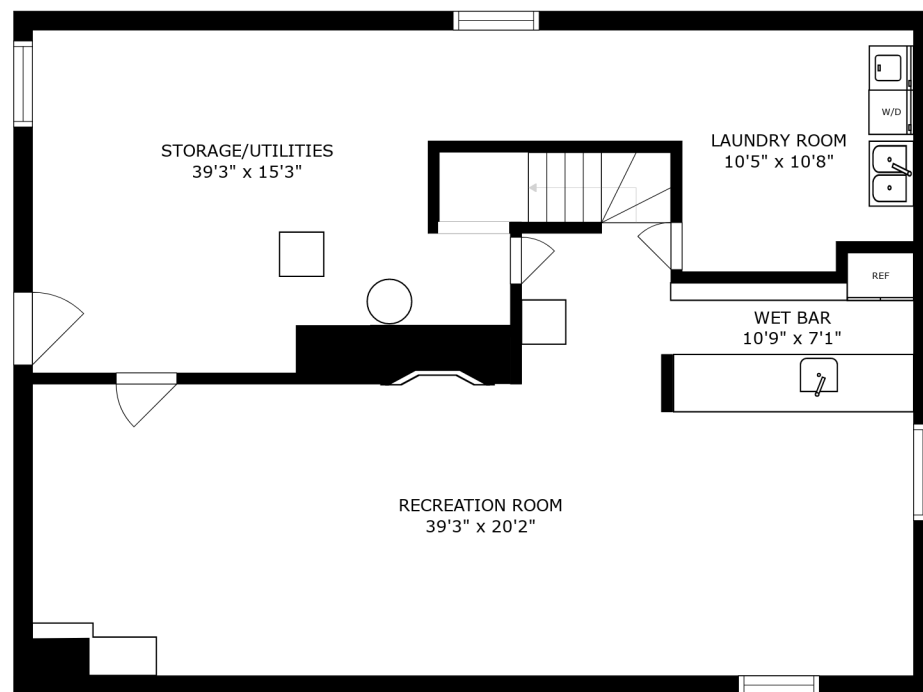 STORAGE/UTILITIES
39'3" x 15'3"
LAUNDRY ROOM
10'5" x 10'8"
W/D
REF
WET BAR
10'9" x 7'1"
RECREATION ROOM
39'3" x 20'2"